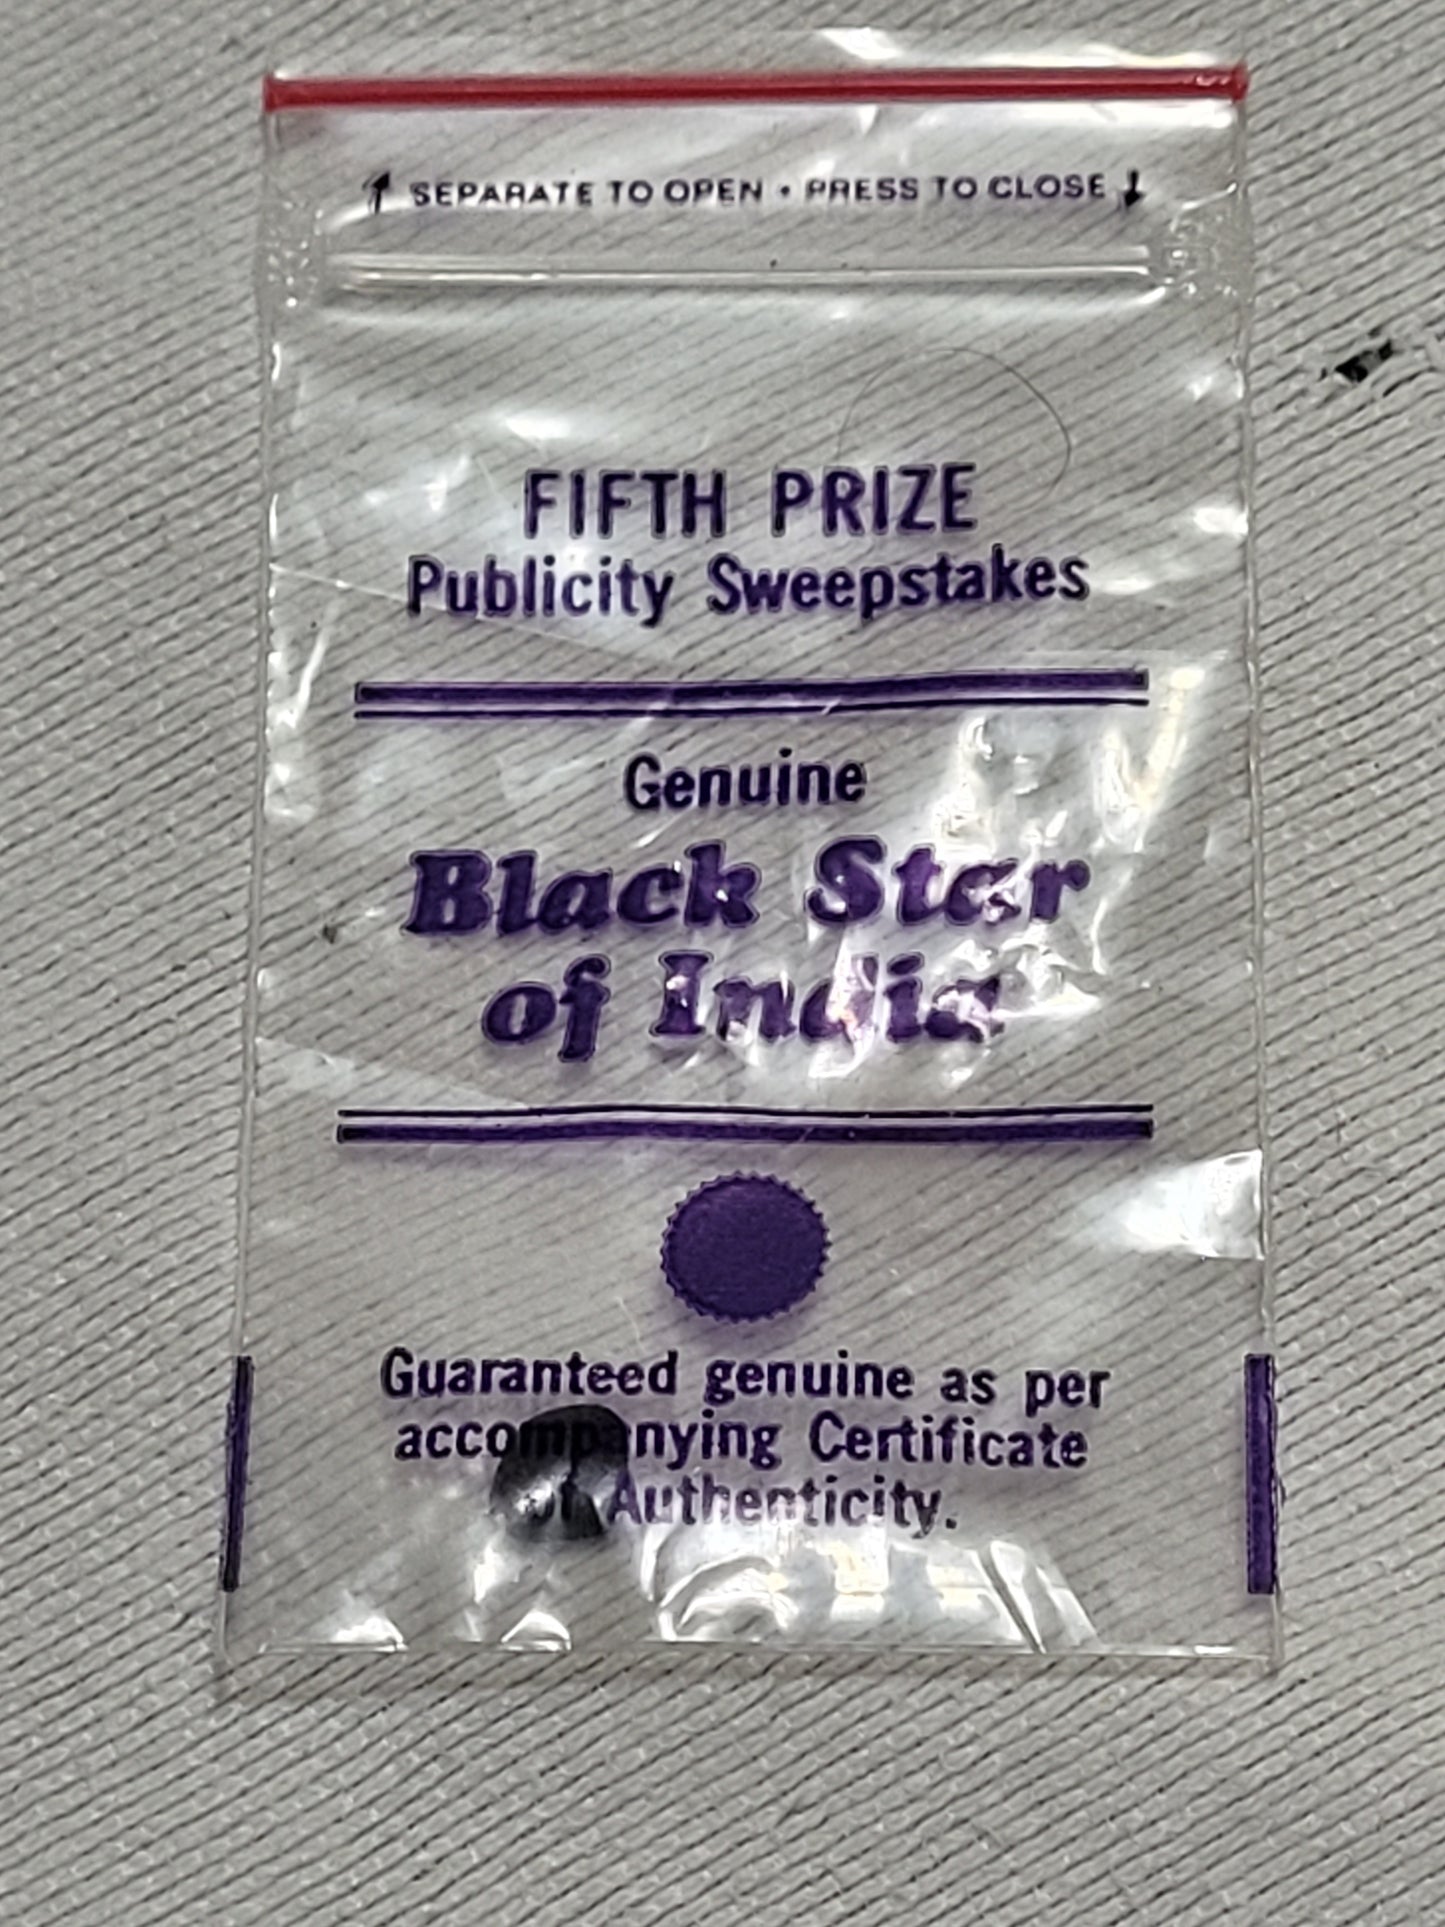 ↑ SEPARATE TO OPEN • PRESS TO CLOSE ↓
FIFTH PRIZE
Publicity Sweepstakes
Genuine
Black Star
of India
Guaranteed genuine as per
accompanying Certificate
of Authenticity.